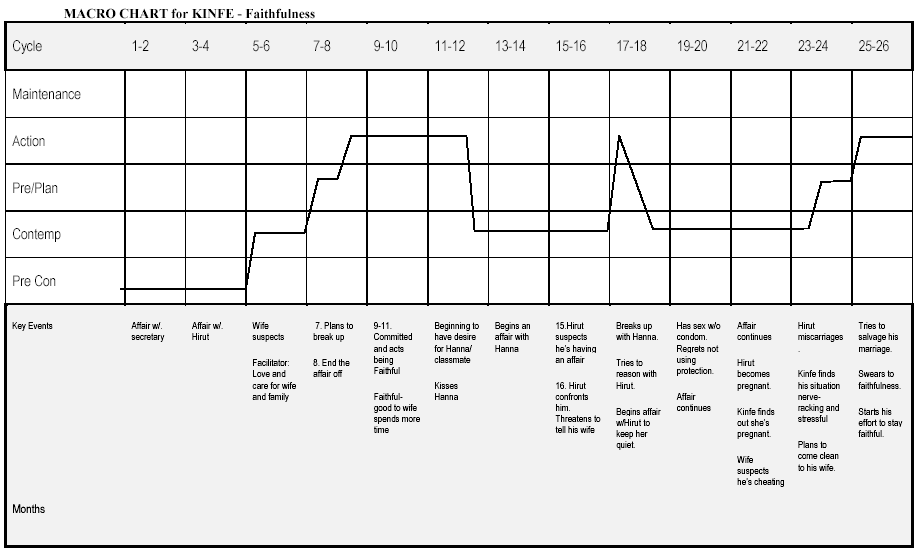 MACRO CHART for KINFE - Faithfulness
Cycle 1-2 3-4 5-6 7-8 9-10 11-12 13-14 15-16 17-18 19-20 21-22 23-24 25-26
Maintenance
Action
Pre/Plan
Contemp
Pre Con
Key Events
Affair w/.
secretary
Affair w/.
Hirut
Wife
suspects
Facilitator:
Love and
care for wife
and family
7. Plans to
break up
8. End the
affair off
9-11.
Committed
and acts
being
Faithful
Faithful-
good to wife
spends more
time
Beginning to
have desire
for Hanna/
classmate
Kisses
Hanna
Begins an
affair with
Hanna
15.Hirut
suspects
he's having
an affair
16. Hirut
confronts
him.
Threatens to
tell his wife
Breaks up
with Hanna.
Tries to
reason with
Hirut.
Begins affair
w/Hirut to
keep her
quiet.
Has sex w/o
condom.
Regrets not
using
protection.
Affair
continues
Affair
continues
Hirut
becomes
pregnant.
Kinfe finds
out she's
pregnant.
Wife
suspects
he's cheating
Hirut
miscarriages
.
Kinfe finds
his situation
nerve-
racking and
stressful
Plans to
come clean
to his wife.
Tries to
salvage his
marriage.
Swears to
faithfulness.
Starts his
effort to stay
faithful.
Months